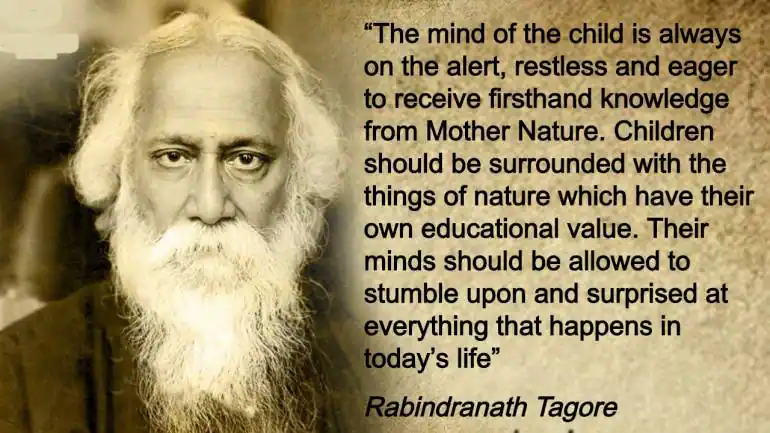 “The mind of the child is always
on the alert, restless and eager
to receive firsthand knowledge
from Mother Nature. Children
should be surrounded with the
things of nature which have their
own educational value. Their
minds should be allowed to
stumble upon and surprised at
everything that happens in
today’s life”
Rabindranath Tagore